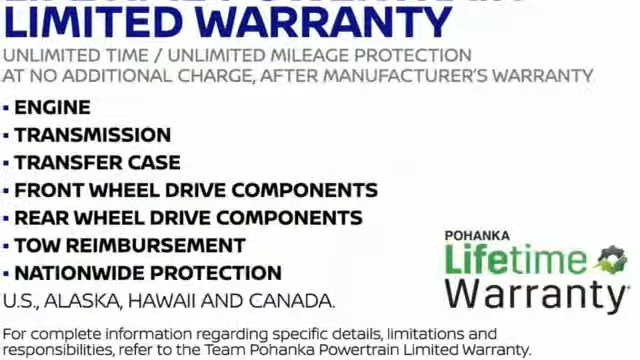 LIMITED WARRANTY
UNLIMITED TIME / UNLIMITED MILEAGE PROTECTION
AT NO ADDITIONAL CHARGE, AFTER MANUFACTURER'S WARRANTY
▪ ENGINE
▪ TRANSMISSION
▪ TRANSFER CASE
▪ FRONT WHEEL DRIVE COMPONENTS
▪ REAR WHEEL DRIVE COMPONENTS
▪ TOW REIMBURSEMENT
▪ NATIONWIDE PROTECTION
U.S., ALASKA, HAWAII AND CANADA.
POHANKA
Lifetime
Warranty
For complete information regarding specific details, limitations and
responsibilities, refer to the Team Pohanka Powertrain Limited Warranty.